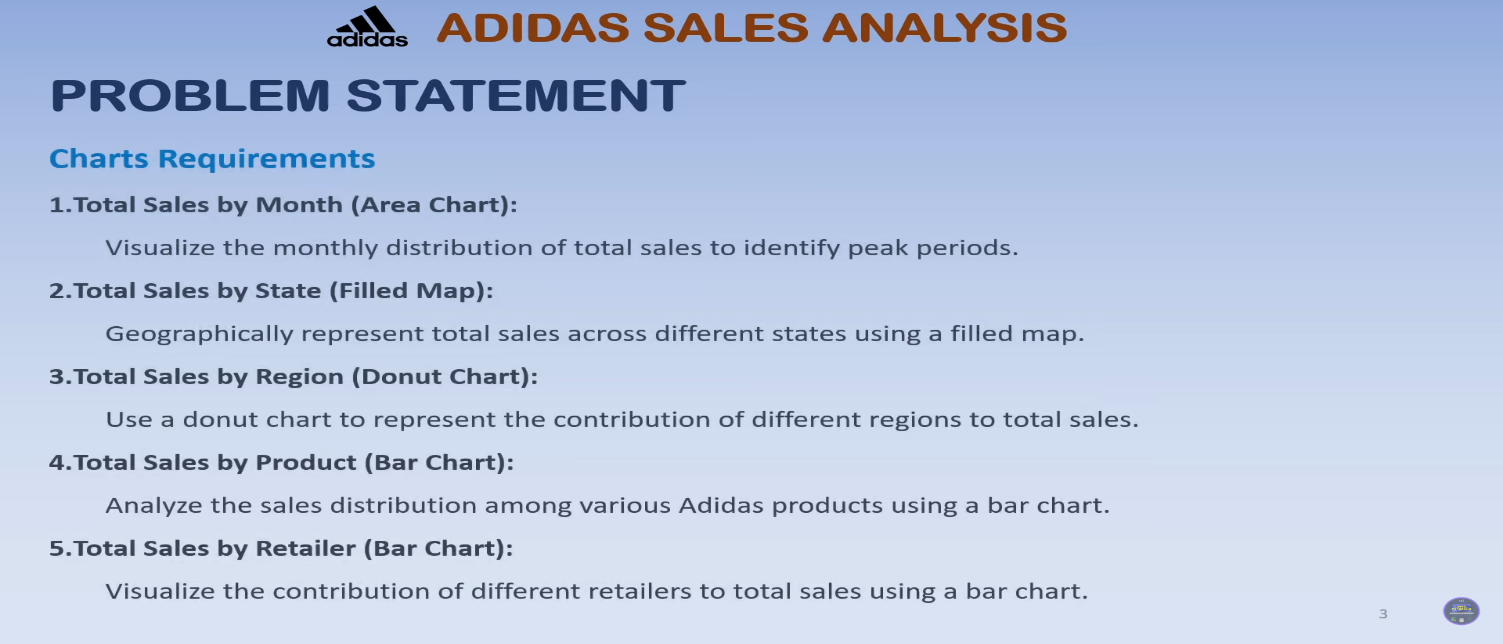 adidas
ADIDAS SALES ANALYSIS
PROBLEM STATEMENT
Charts Requirements
1.Total Sales by Month (Area Chart):
Visualize the monthly distribution of total sales to identify peak periods.
2.Total Sales by State (Filled Map):
Geographically represent total sales across different states using a filled map.
3.Total Sales by Region (Donut Chart):
Use a donut chart to represent the contribution of different regions to total sales.
4.Total Sales by Product (Bar Chart):
Analyze the sales distribution among various Adidas products using a bar chart.
5.Total Sales by Retailer (Bar Chart):
Visualize the contribution of different retailers to total sales using a bar chart.
3